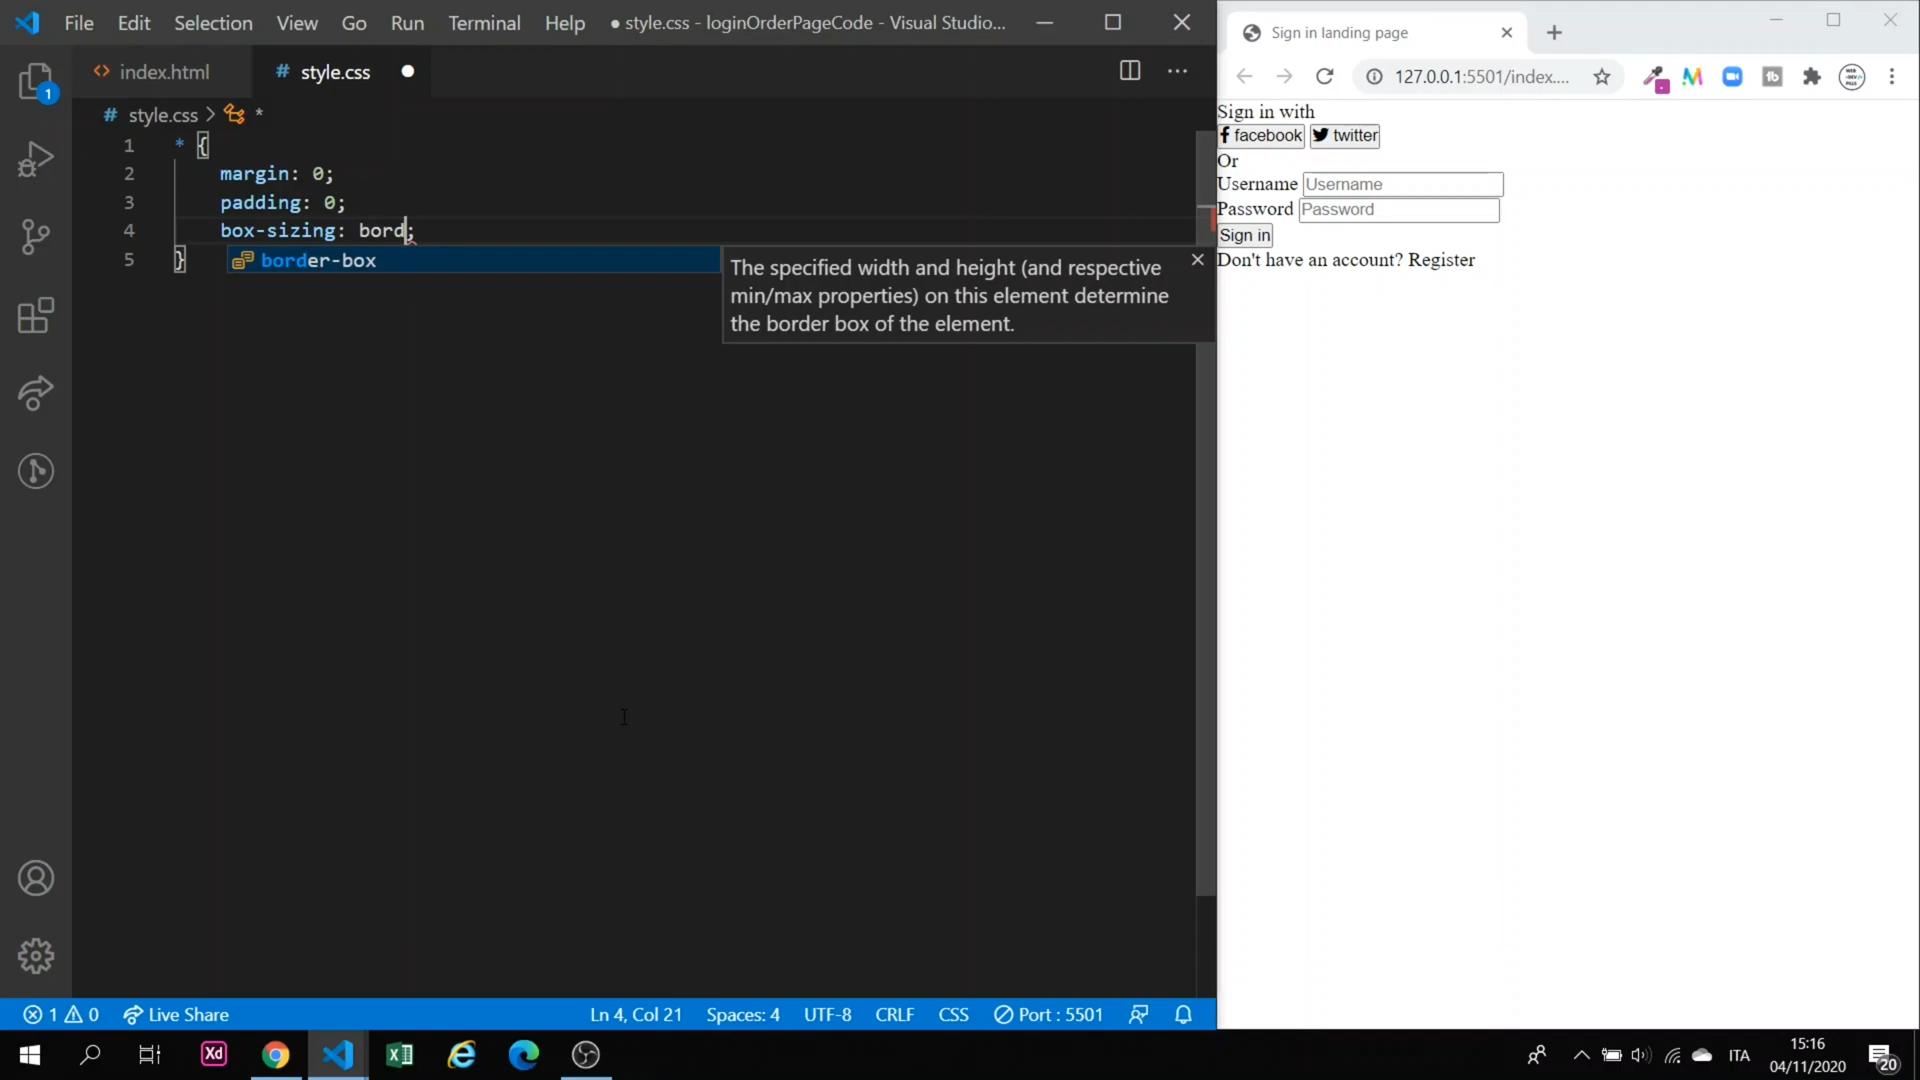 File Edit Selection View Go Run Terminal Help ● style.css - loginOrderPageCode - Visual Studio...
index.html # style.css ●
# style.css > *
1 * {
2 margin: 0;
3 padding: 0;
4 box-sizing: bord;
5 }
border-box
The specified width and height (and respective
min/max properties) on this element determine
the border box of the element.
1
1 0 Live Share Ln 4, Col 21 Spaces: 4 UTF-8 CRLF CSS Port : 5501
Sign in landing page
127.0.0.1:5501/index....
Sign in with
facebook twitter
Or
Username Username
Password Password
Sign in
Don't have an account? Register
Xd
ITA
15:16
04/11/2020
20